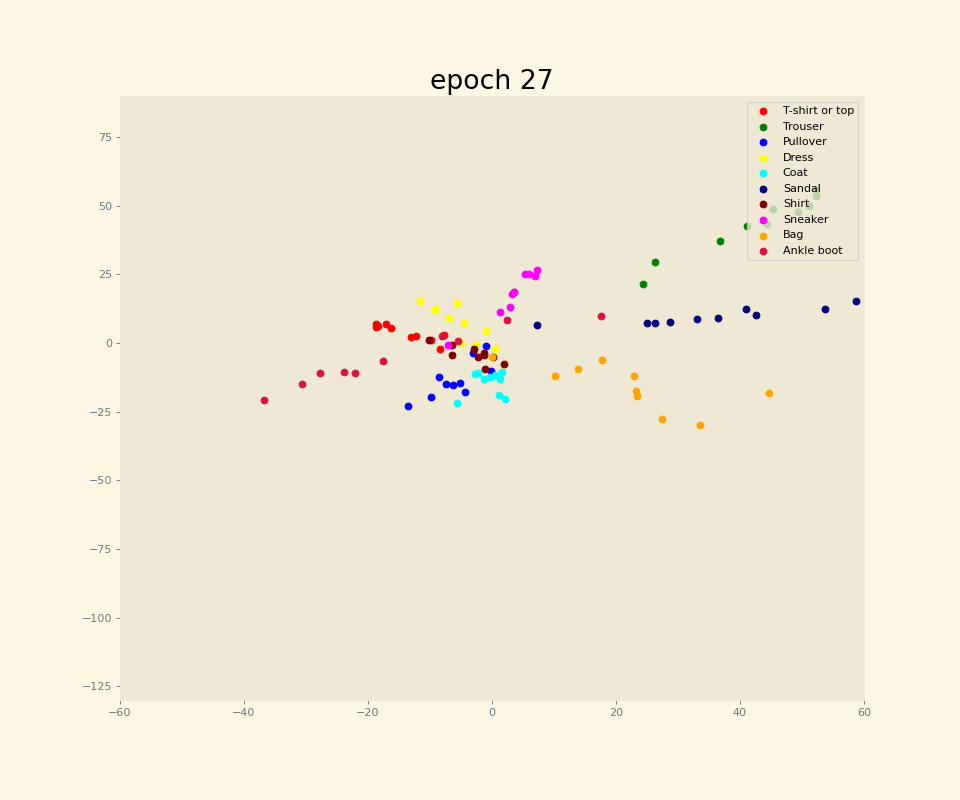 epoch 27
T-shirt or top
Trouser
Pullover
Dress
Coat
Sandal
Shirt
Sneaker
Bag
Ankle boot
75
50
25
0
−25
−50
−75
−100
−125
−60 −40 −20 0 20 40 60